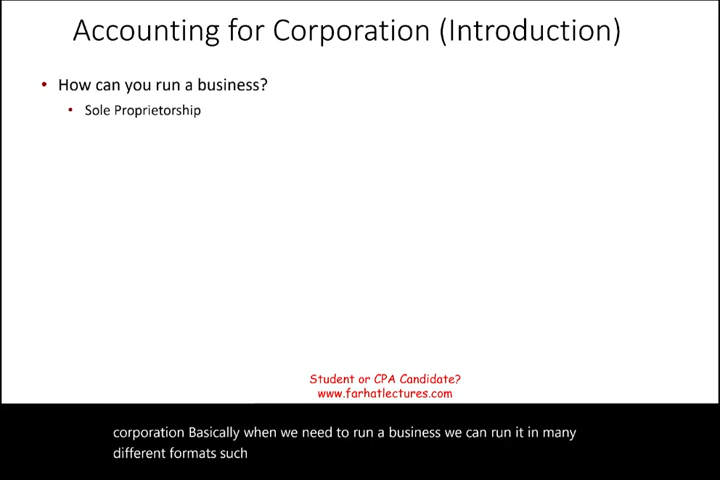 Accounting for Corporation (Introduction)
• How can you run a business?
• Sole Proprietorship
Student or CPA Candidate?
www.farhatlectures.com
corporation Basically when we need to run a business we can run it in many
different formats such